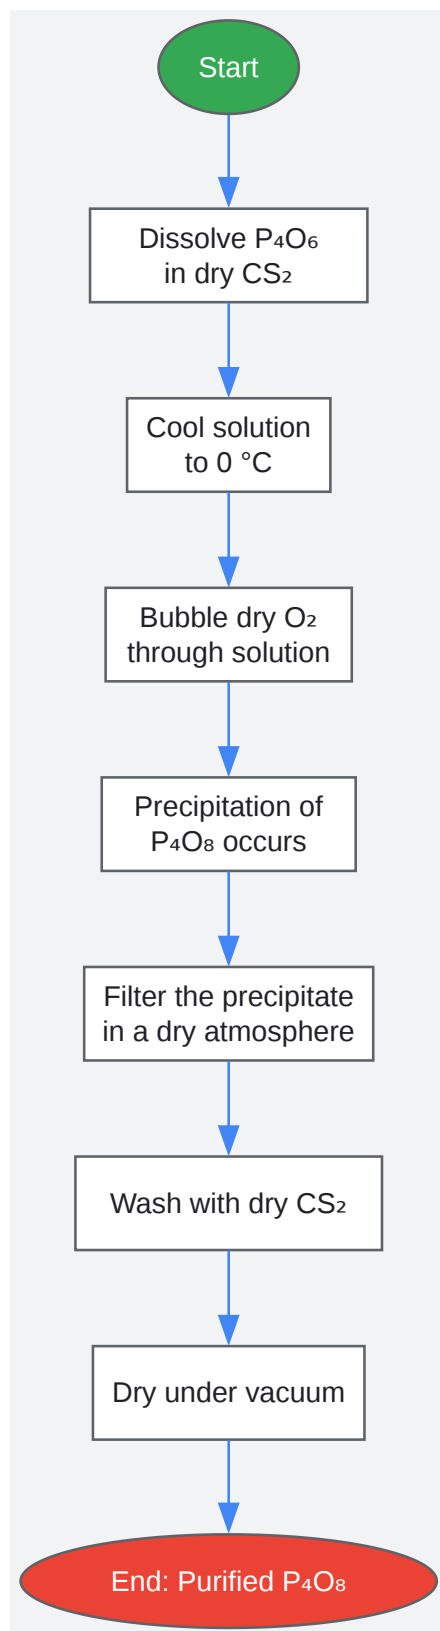 Start
Dissolve P₄O₆
in dry CS₂
Cool solution
to 0 °C
Bubble dry O₂
through solution
Precipitation of
P₄O₈ occurs
Filter the precipitate
in a dry atmosphere
Wash with dry CS₂
Dry under vacuum
End: Purified P₄O₈